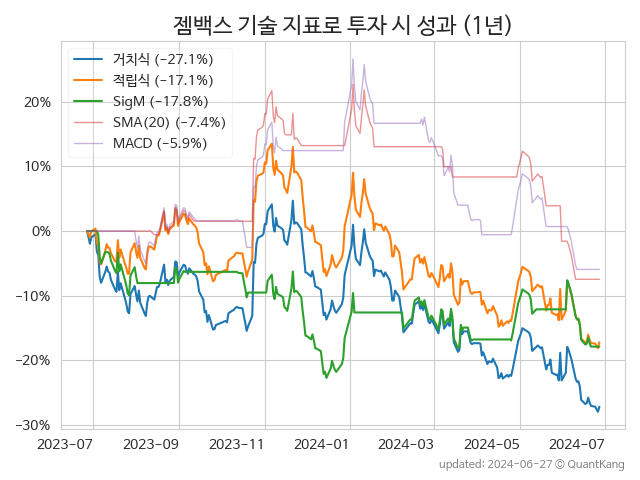 젬백스 기술 지표로 투자 시 성과 (1년)
거치식 (−27.1%)
적립식 (−17.1%)
SigM (−17.8%)
SMA(20) (−7.4%)
MACD (−5.9%)
20%
10%
0%
−10%
−20%
−30%
2023-07 2023-09 2023-11 2024-01 2024-03 2024-05 2024-07
updated: 2024-06-27 © QuantKang